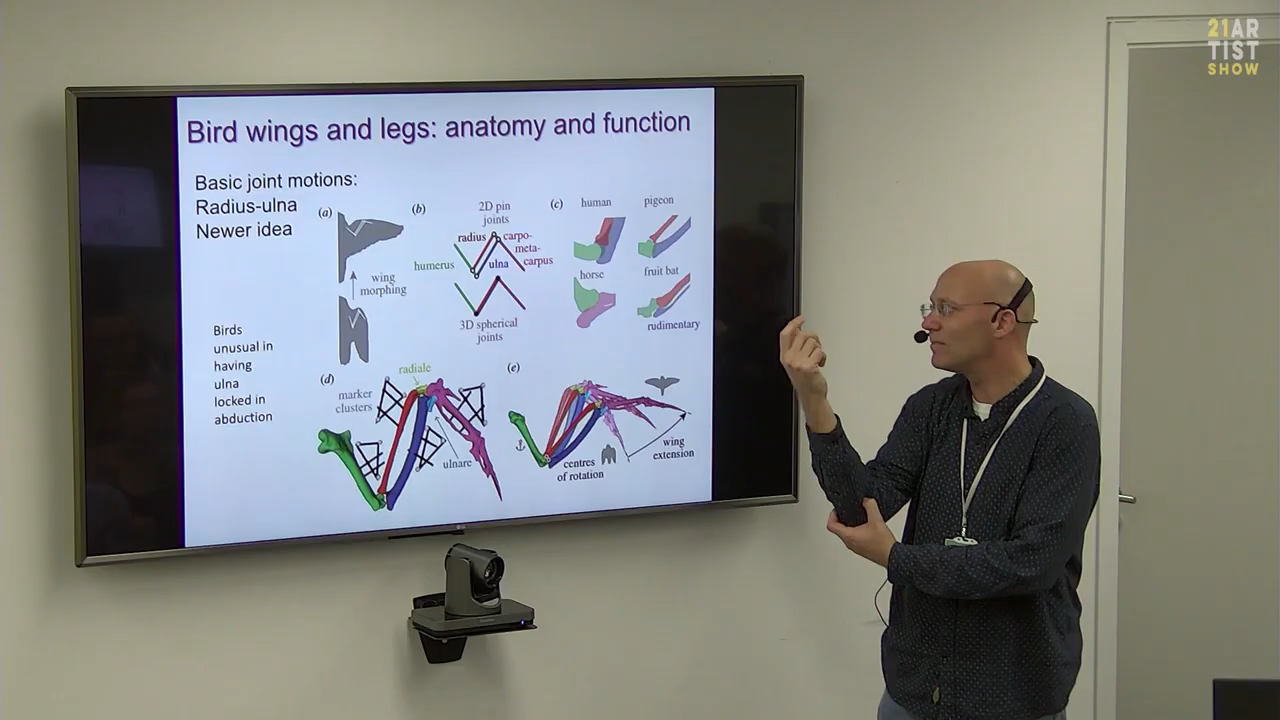 21AR
TIST
SHOW
Bird wings and legs: anatomy and function
Basic joint motions:
Radius-ulna
Newer idea
(a)
wing
morphing
(b)
2D pin
joints
radius
carpo-
meta-
carpus
humerus
ulna
3D spherical
joints
(c)
human
pigeon
horse
fruit bat
rudimentary
Birds
unusual in
having
ulna
locked in
abduction
(d)
marker
clusters
radiale
ulnare
(e)
centres
of rotation
wing
extension